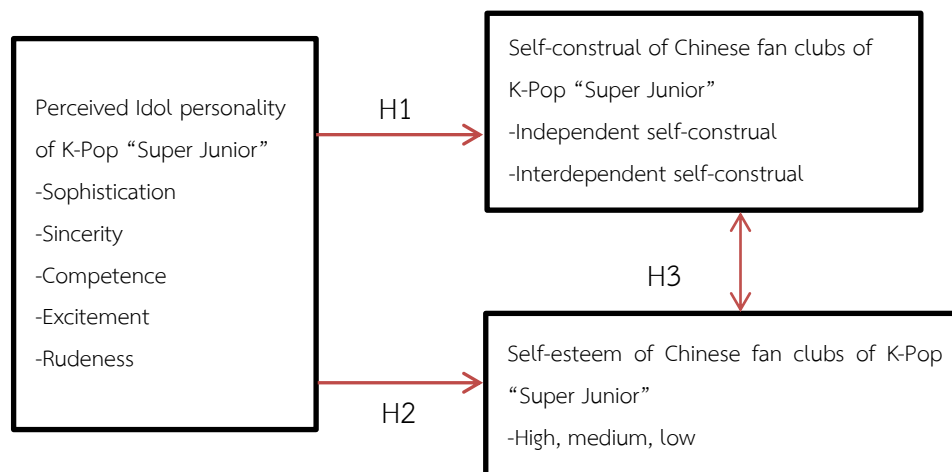 Perceived Idol personality
of K-Pop “Super Junior”
-Sophistication
-Sincerity
-Competence
-Excitement
-Rudeness
H1
Self-construal of Chinese fan clubs of
K-Pop “Super Junior”
-Independent self-construal
-Interdependent self-construal
H3
H2
Self-esteem of Chinese fan clubs of K-Pop
“Super Junior”
-High, medium, low